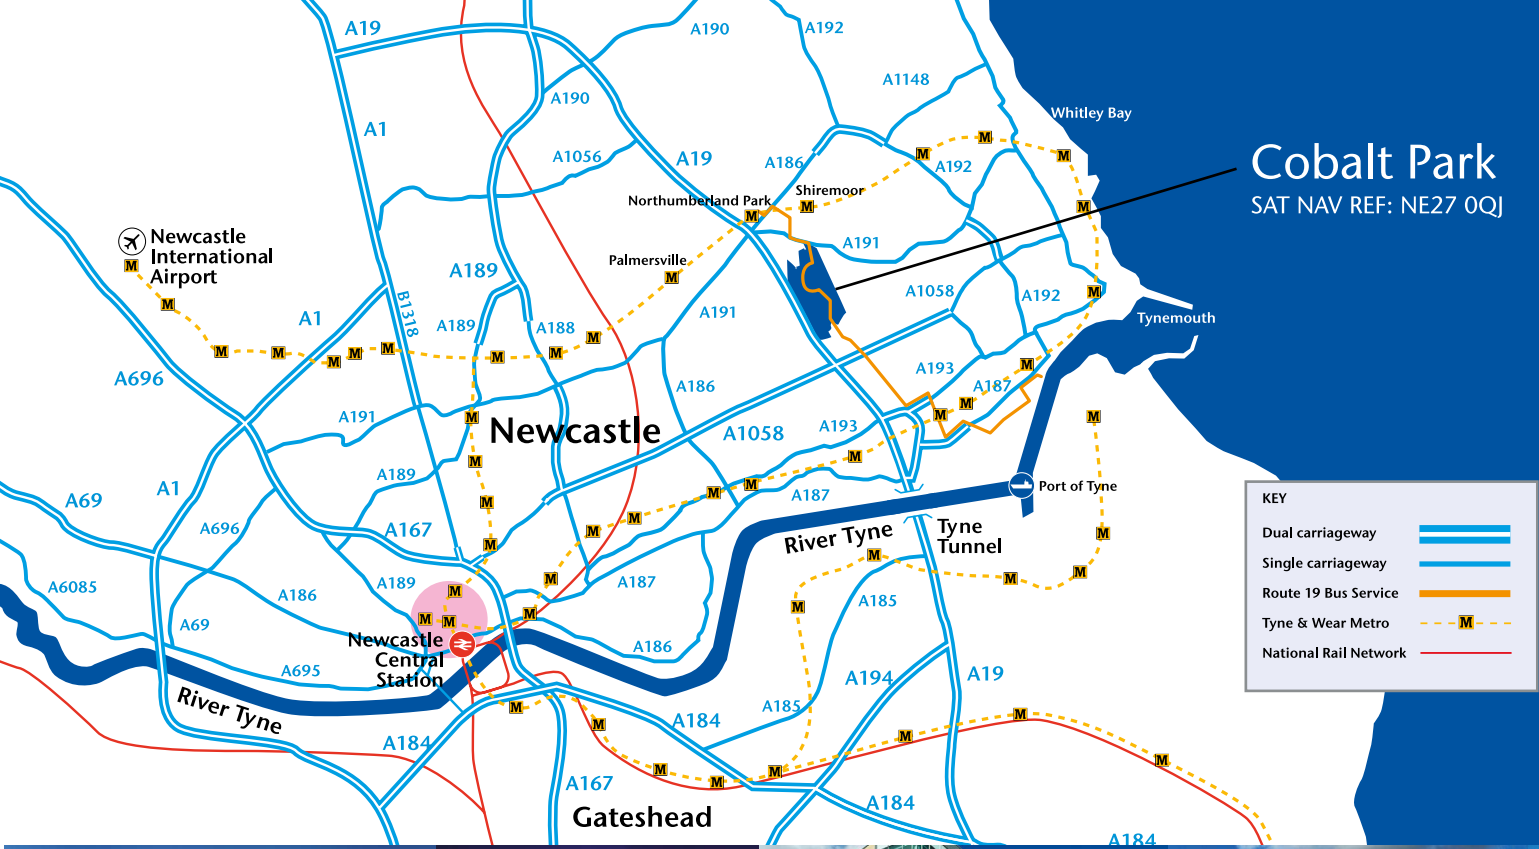 A19
A190
A192
A1148
A190
A1
Whitley Bay
A1056
A19
A186
A192
Cobalt Park
SAT NAV REF: NE27 0QJ
Northumberland Park
Shiremoor
Newcastle
International
Airport
A191
Palmersville
A189
A1058
A192
B1318
A1
A189
A188
A191
Tynemouth
A696
A193
A187
A186
A191
Newcastle
A1058
A193
A189
A1
A69
A187
Port of Tyne
A696
A167
River Tyne
Tyne
Tunnel
KEY
Dual carriageway
Single carriageway
Route 19 Bus Service
Tyne & Wear Metro
M
National Rail Network
A6085
A186
A189
A187
A185
A69
Newcastle
Central
Station
A186
A695
A194
A19
River Tyne
A185
A184
A184
A167
A184
Gateshead
A184